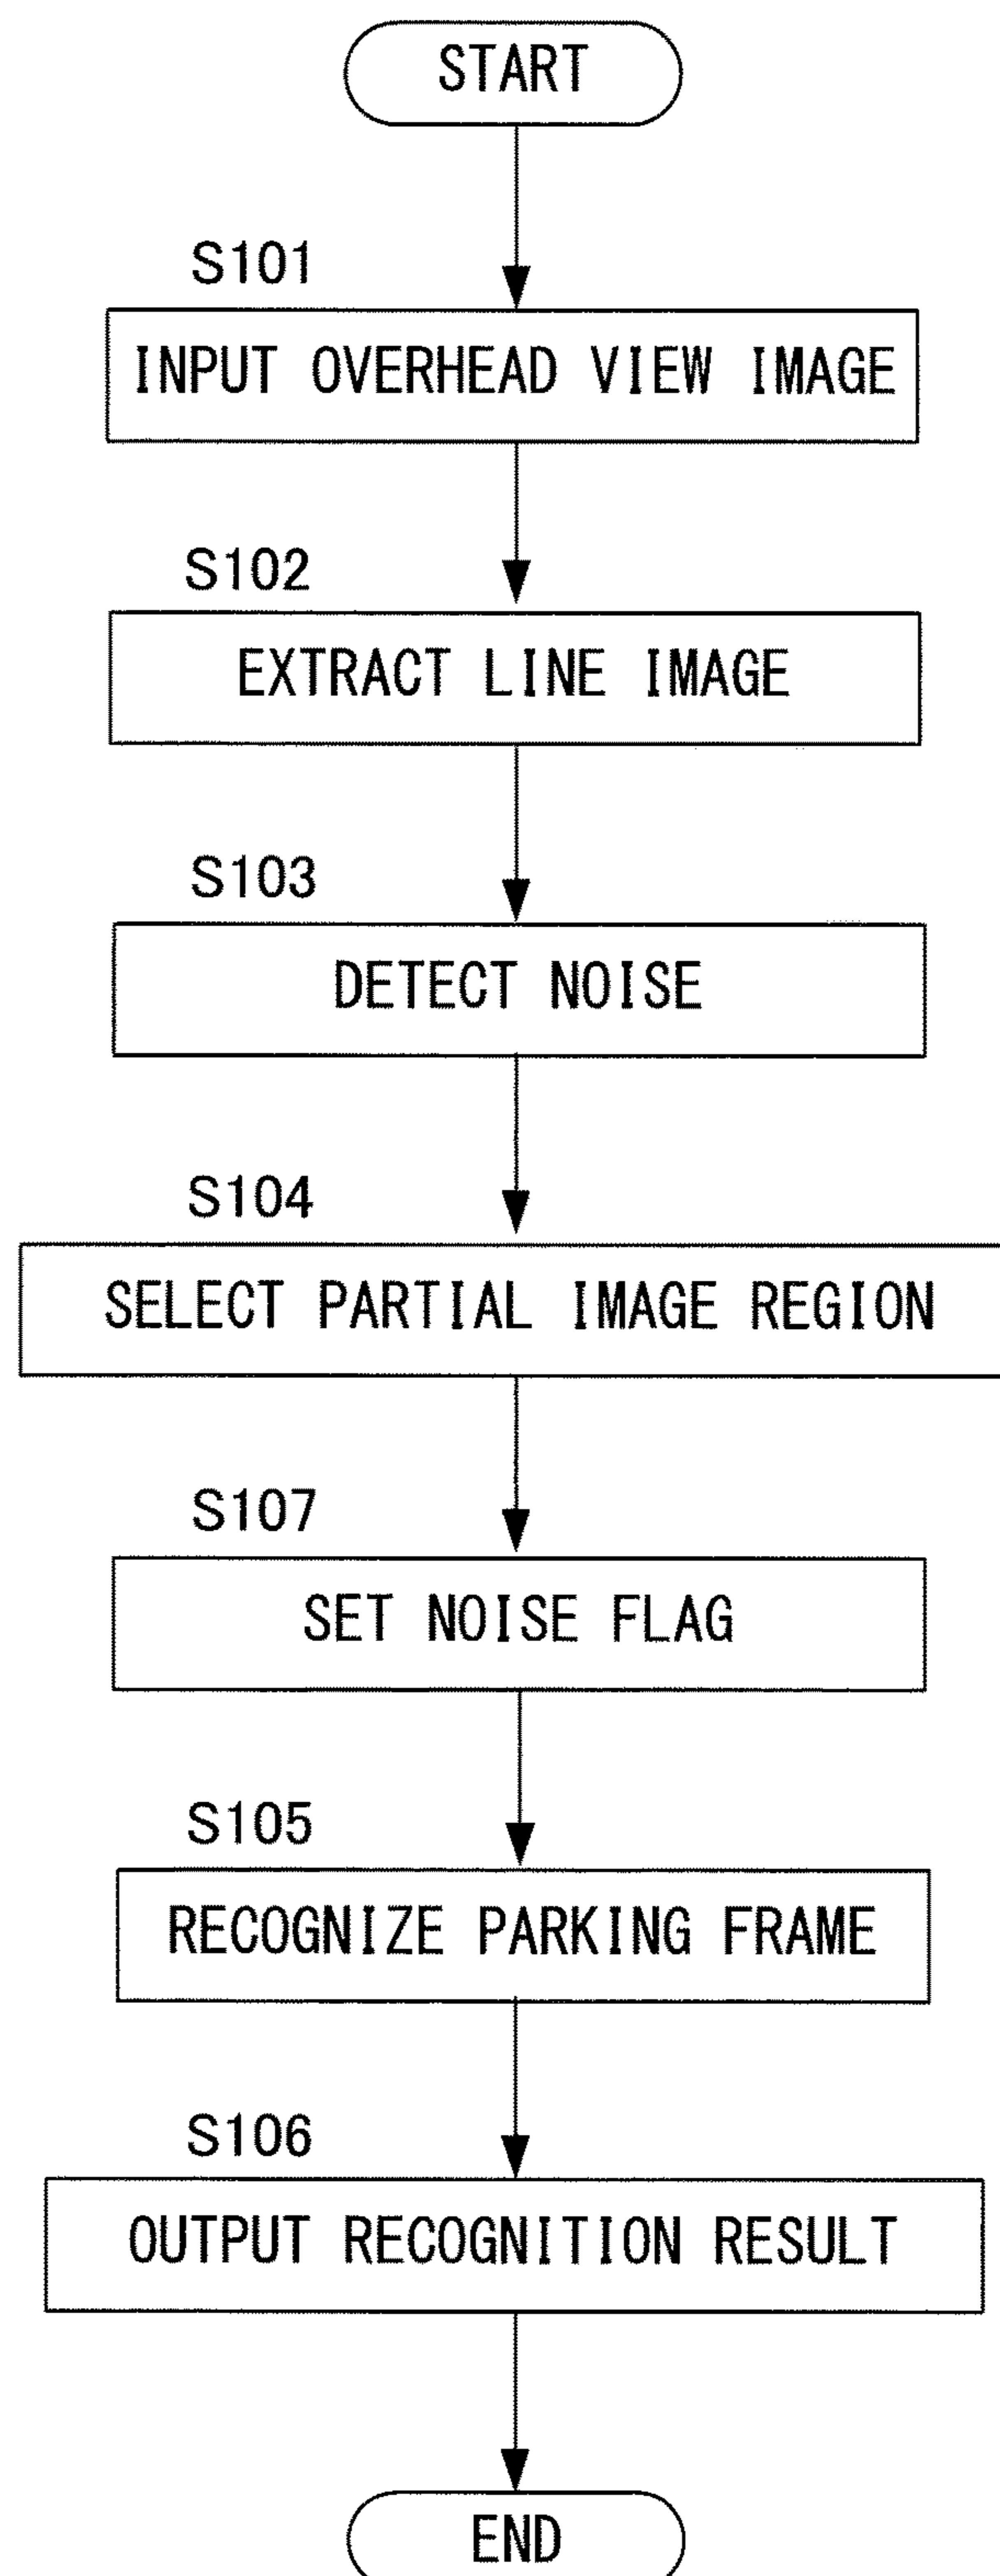 START
S101
INPUT OVERHEAD VIEW IMAGE
S102
EXTRACT LINE IMAGE
S103
DETECT NOISE
S104
SELECT PARTIAL IMAGE REGION
S107
SET NOISE FLAG
S105
RECOGNIZE PARKING FRAME
S106
OUTPUT RECOGNITION RESULT
END